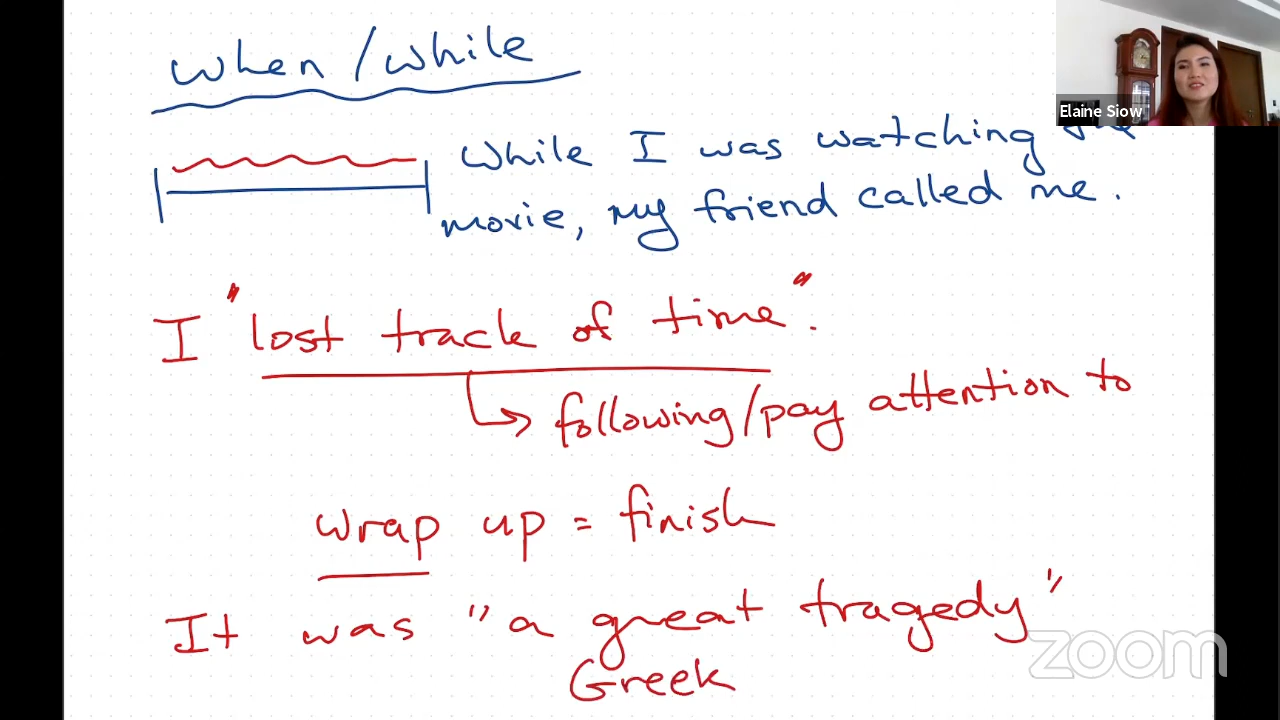 when / while
Elaine Siow
While I was watching
movie, my friend called me.
I "lost track of time".
following/pay attention to
wrap up = finish
It was "a great tragedy"
Greek
zoom